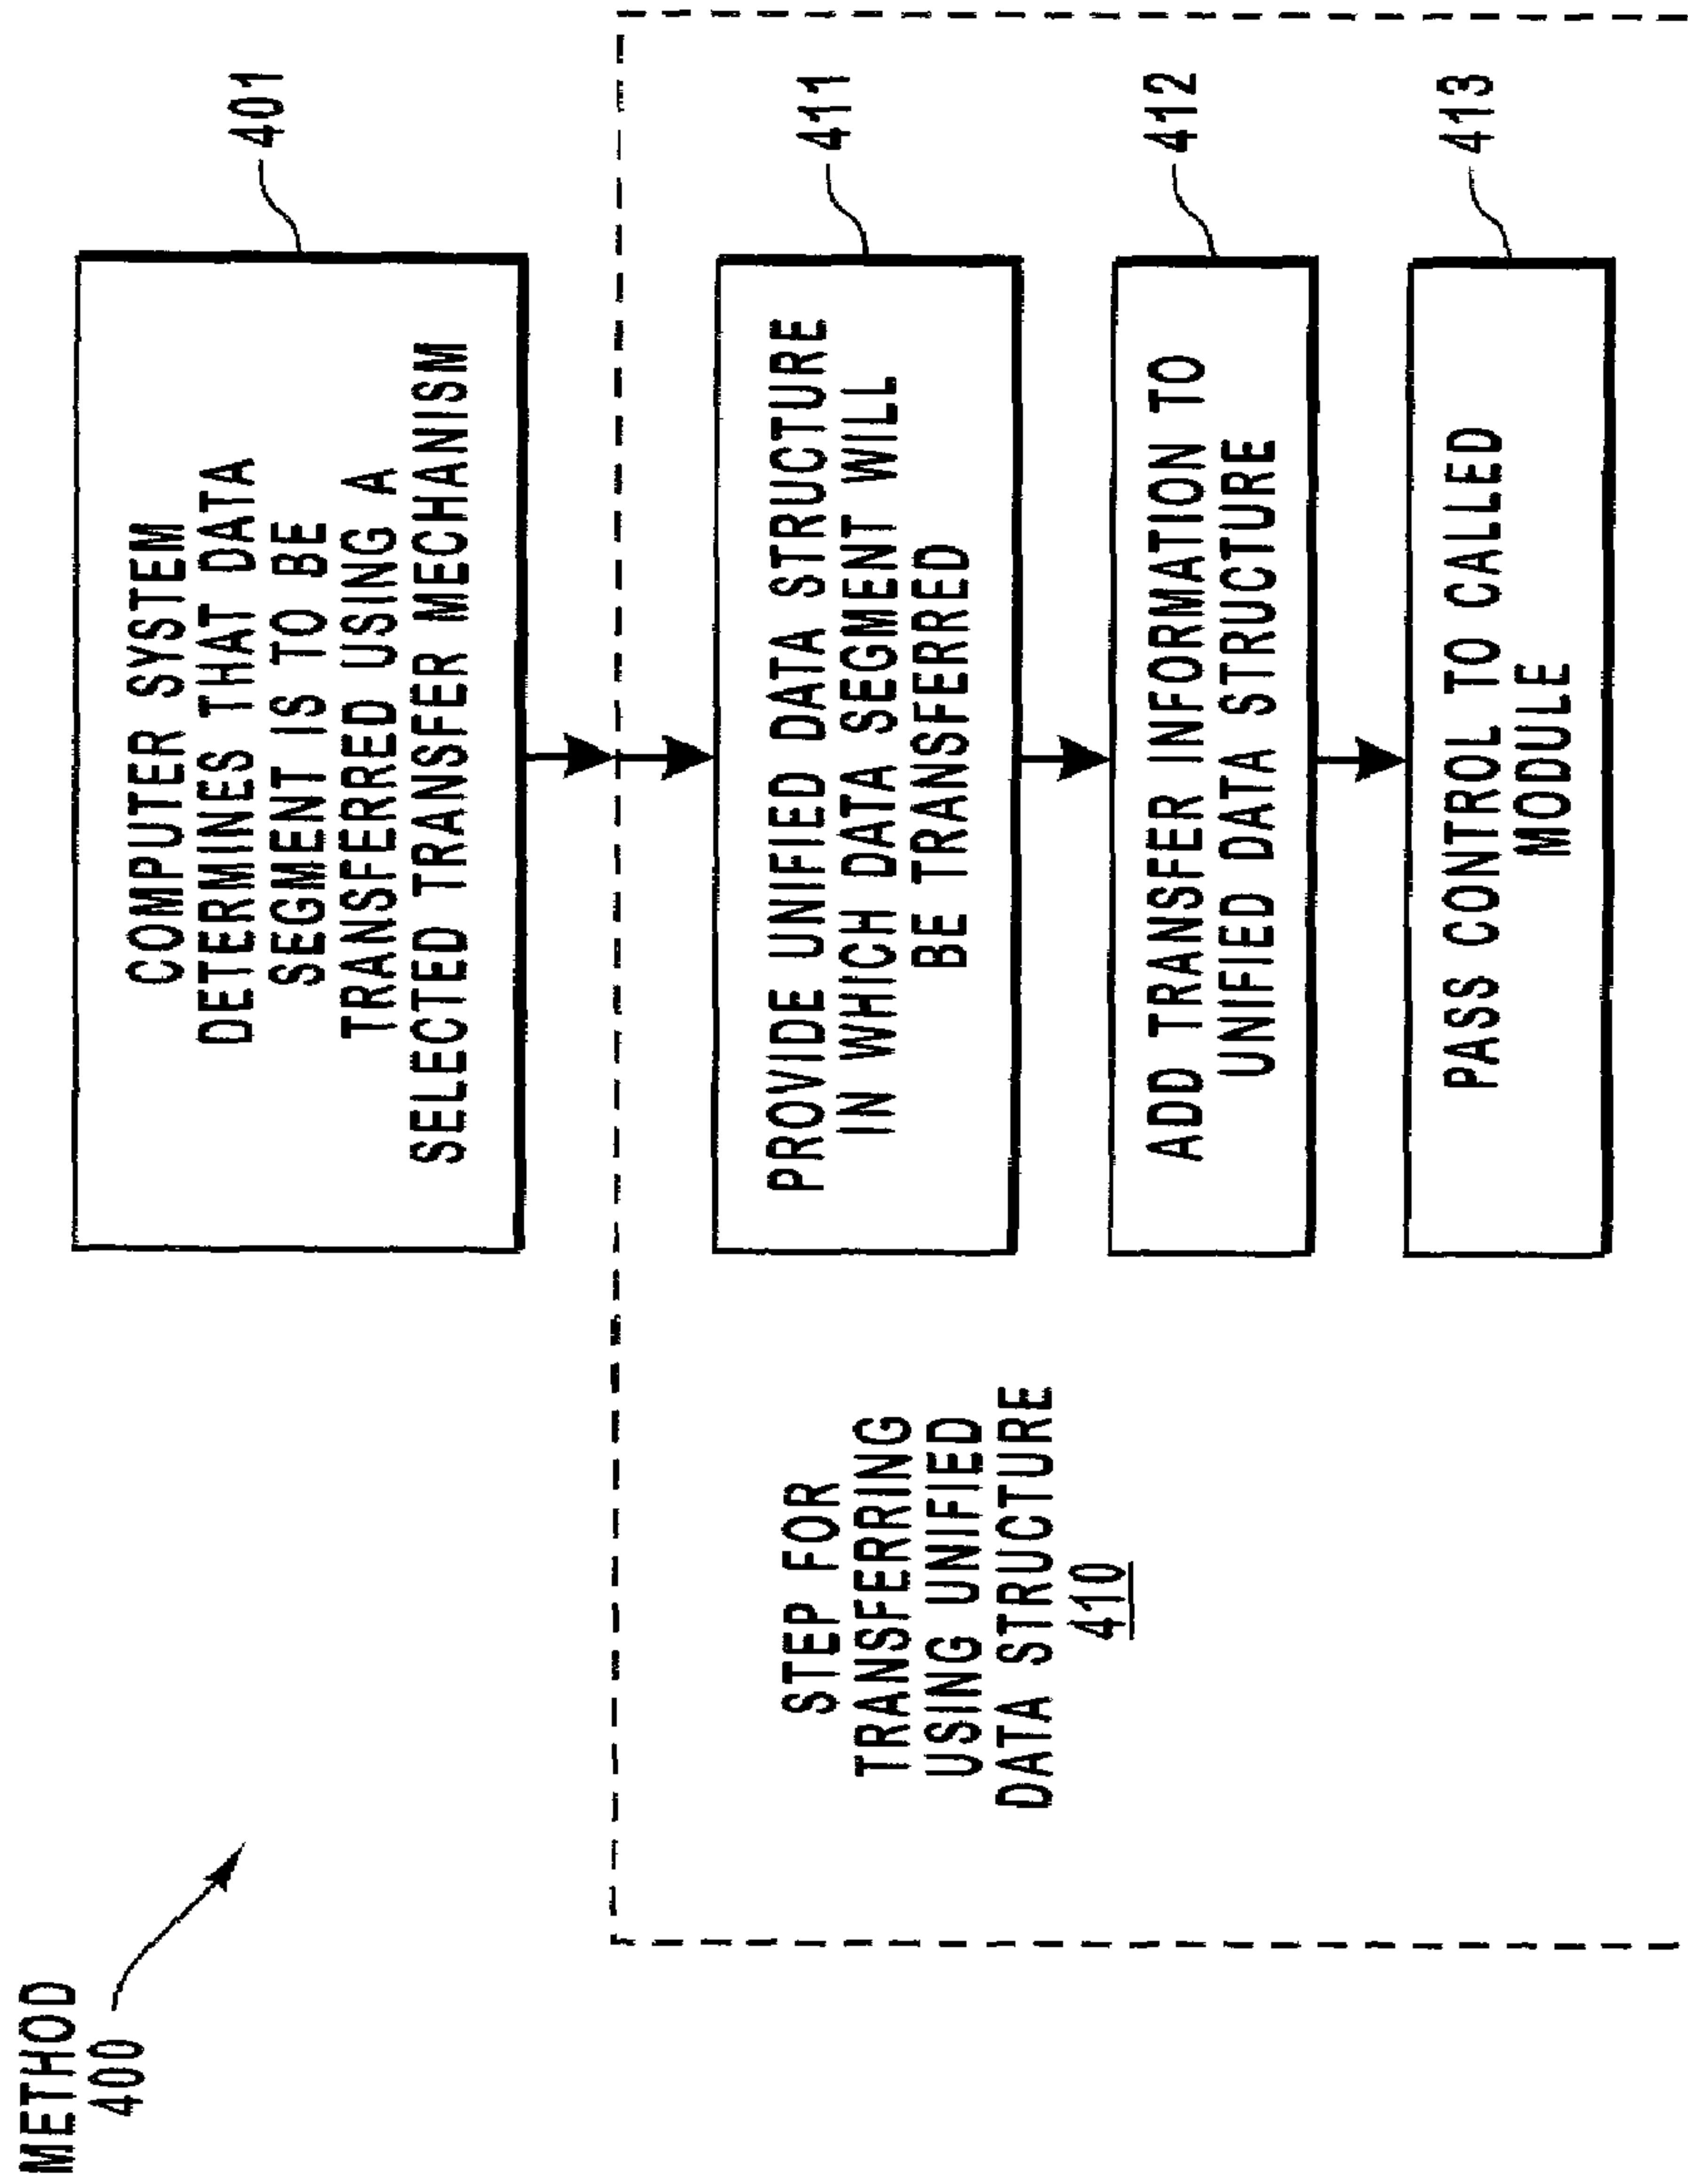 METHOD
400
COMPUTER SYSTEM
DETERMINES THAT DATA
SEGMENT IS TO BE
TRANSFERRED USING A
SELECTED TRANSFER MECHANISM
401
STEP FOR
TRANSFERRING
USING UNIFIED
DATA STRUCTURE
410
PROVIDE UNIFIED DATA STRUCTURE
IN WHICH DATA SEGMENT WILL
BE TRANSFERRED
411
ADD TRANSFER INFORMATION TO
UNIFIED DATA STRUCTURE
412
PASS CONTROL TO CALLED
MODULE
413